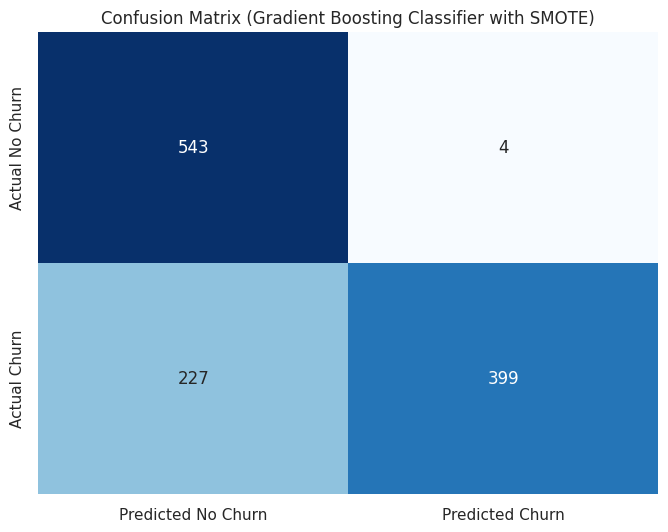 Confusion Matrix (Gradient Boosting Classifier with SMOTE)
Actual No Churn
543
4
Actual Churn
227
399
Predicted No Churn
Predicted Churn